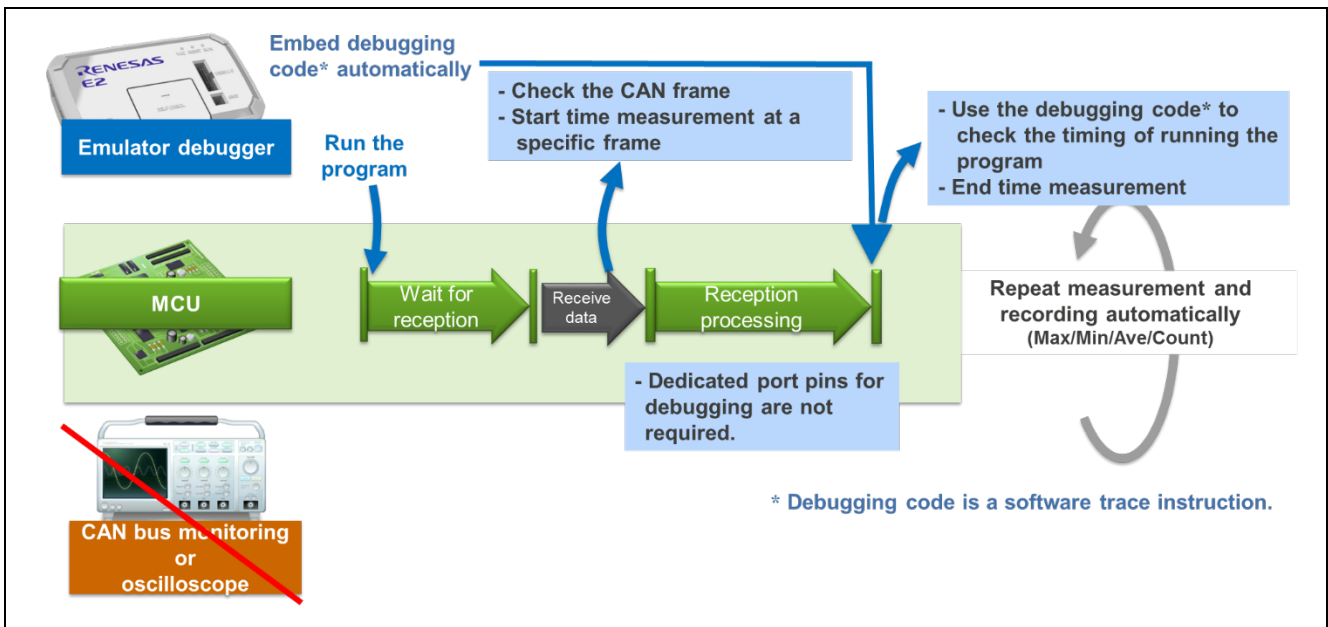 RENESAS
E2
Emulator debugger
Embed debugging
code* automatically
Run the
program
- Check the CAN frame
- Start time measurement at a
specific frame
- Use the debugging code* to
check the timing of running the
program
- End time measurement
MCU
Wait for
reception
Receive
data
Reception
processing
Repeat measurement and
recording automatically
(Max/Min/Ave/Count)
- Dedicated port pins for
debugging are not
required.
CAN bus monitoring
or
oscilloscope
* Debugging code is a software trace instruction.